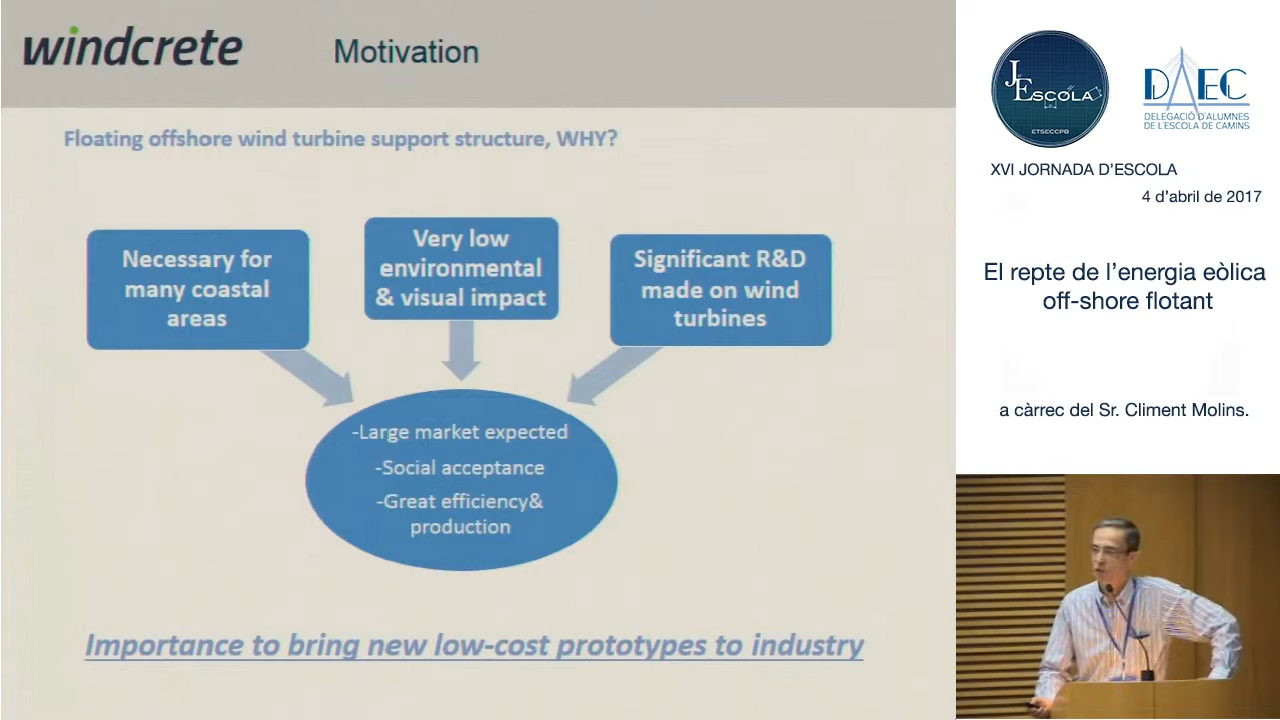 windcrete
Motivation
Floating offshore wind turbine support structure, WHY?
Necessary for
many coastal
areas
Very low
environmental
& visual impact
Significant R&D
made on wind
turbines
-Large market expected
-Social acceptance
-Great efficiency&
production
Importance to bring new low-cost prototypes to industry
JEscola
ETSECCPB
DAEC
DELEGACIÓ D'ALUMNES
DE L'ESCOLA DE CAMINS
XVI JORNADA D'ESCOLA
4 d'abril de 2017
El repte de l'energia eòlica
off-shore flotant
a càrrec del Sr. Climent Molins.